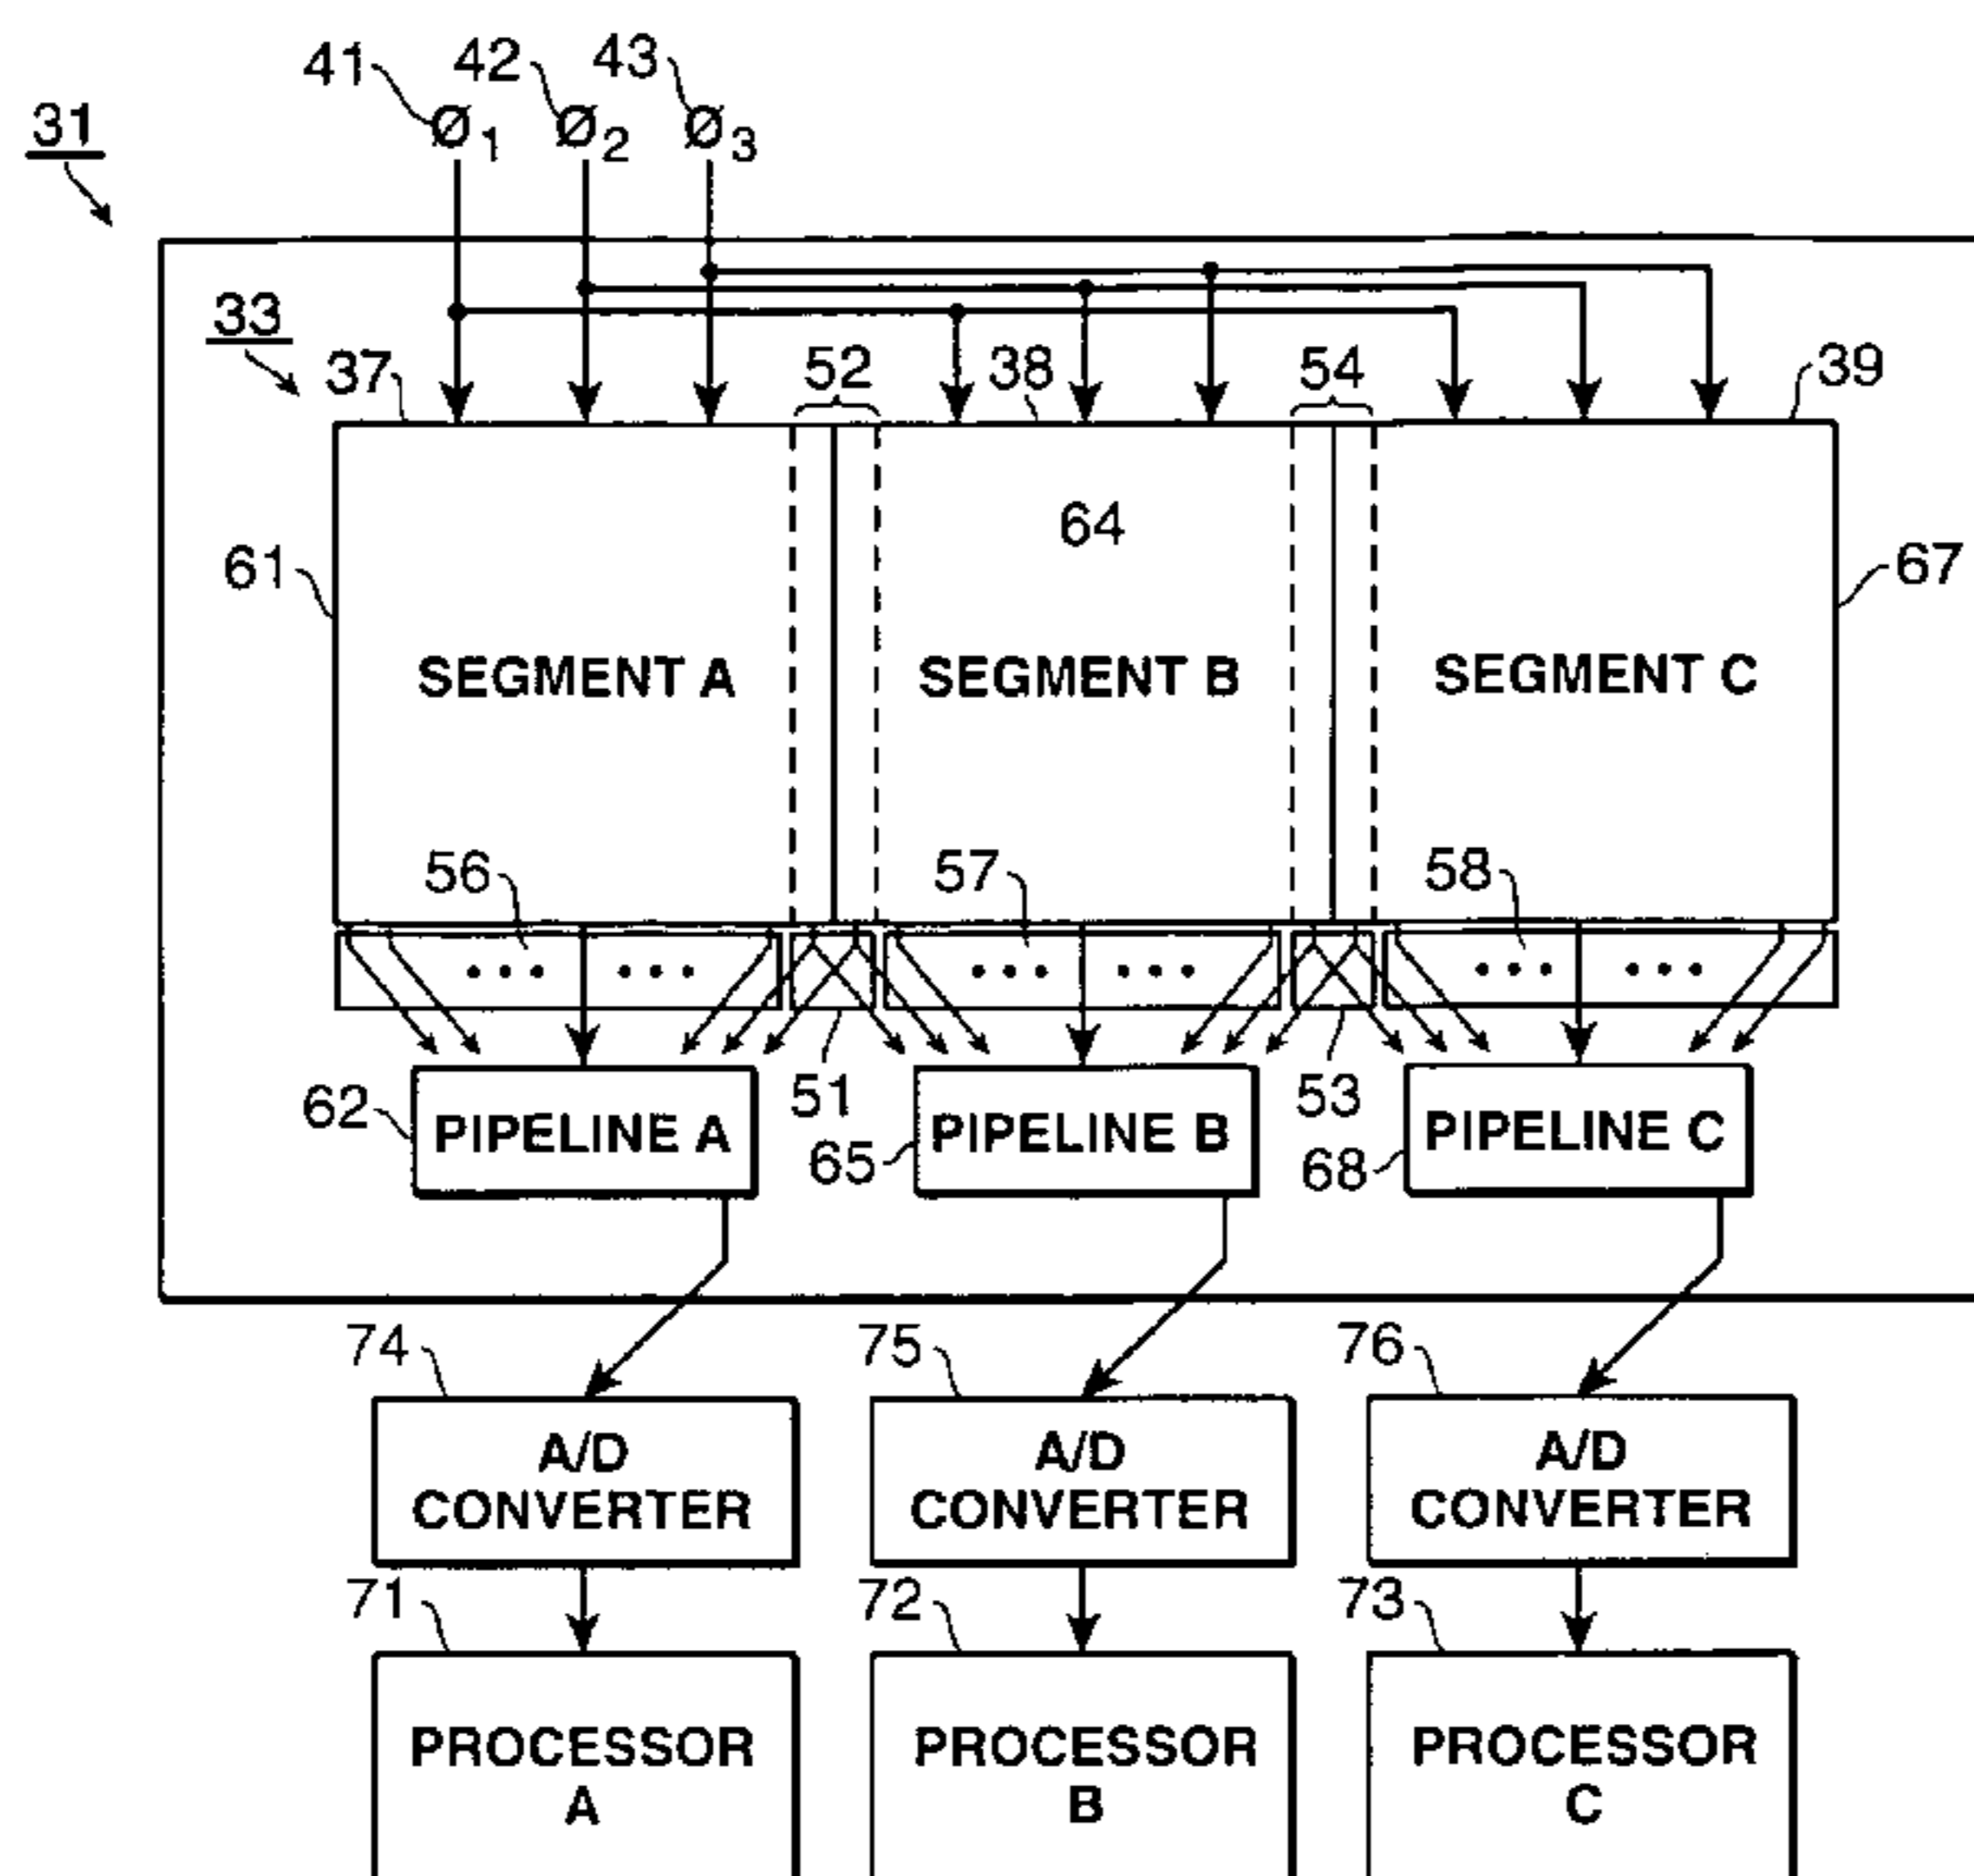 41 42 43
31
Ø1 Ø2 Ø3
33
37 52 38 54 39
64
61 67
SEGMENT A SEGMENT B SEGMENT C
56 57 58
• • • • • • • • • • • • • • • • • •
62 51 53
PIPELINE A PIPELINE B PIPELINE C
65 68
74 75 76
A/D CONVERTER
A/D CONVERTER
A/D CONVERTER
71 72 73
PROCESSOR A
PROCESSOR B
PROCESSOR C